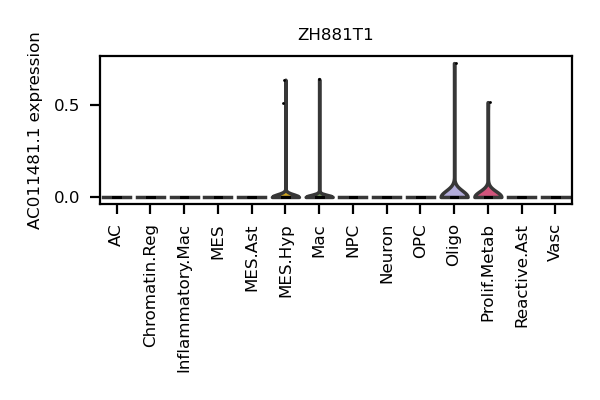 ZH881T1
AC011481.1 expression
0.5
0.0
AC
Chromatin.Reg
Inflammatory.Mac
MES
MES.Ast
MES.Hyp
Mac
NPC
Neuron
OPC
Oligo
Prolif.Metab
Reactive.Ast
Vasc